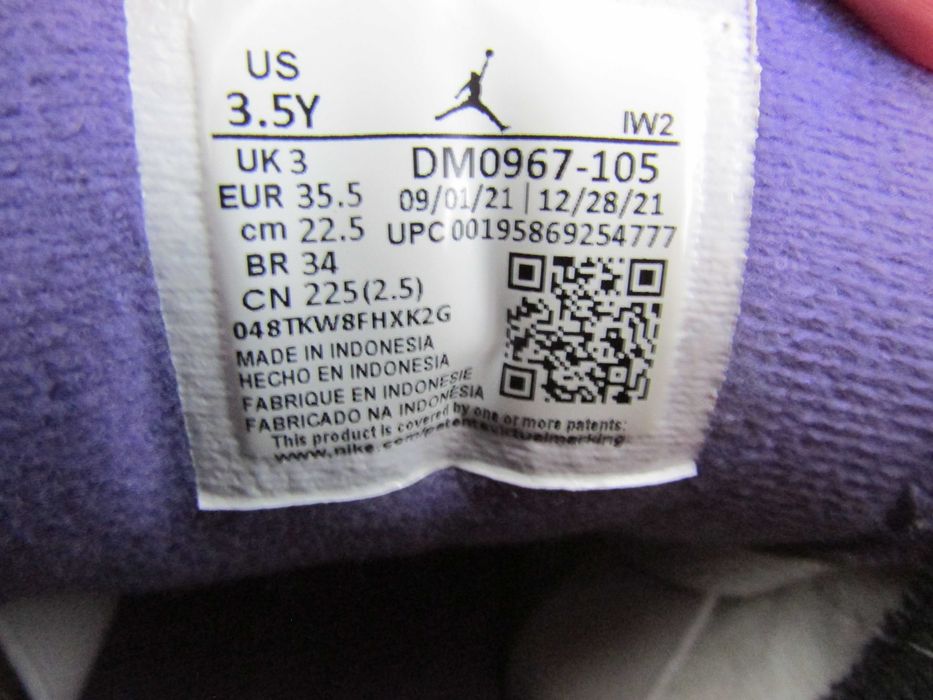 US
3.5Y
IW2
UK 3
DM0967-105
EUR 35.5
09/01/21 | 12/28/21
cm 22.5
UPC 00195869254777
BR 34
CN 225(2.5)
048TKW8FHXK2G
MADE IN INDONESIA
HECHO EN INDONESIA
FABRIQUE EN INDONESIE
FABRICADO NA INDONÉSIA
This product is covered by one or more patents:
www.nike.com/patentsvirtualmarking